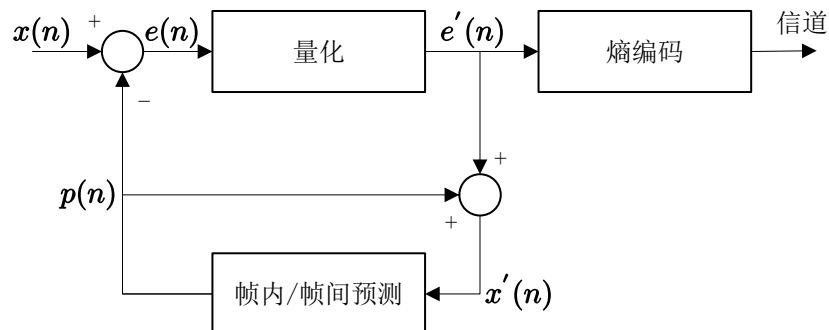 信道
+
x(n)
e(n)
量化
e′(n)
熵编码
−
+
p(n)
+
帧内/帧间预测
x′(n)